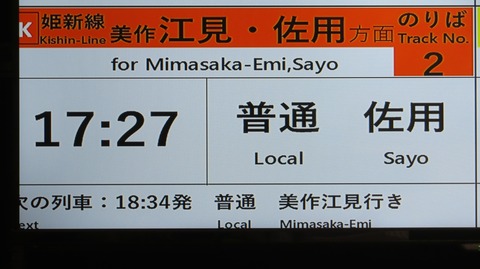 K 姫新線 美作江見・佐用方面 のりば
Kishin-Line Track No.
for Mimasaka-Emi,Sayo 2
17:27 普通 佐用
Local Sayo
次の列車：18:34発 普通 美作江見行き
Local Mimasaka-Emi